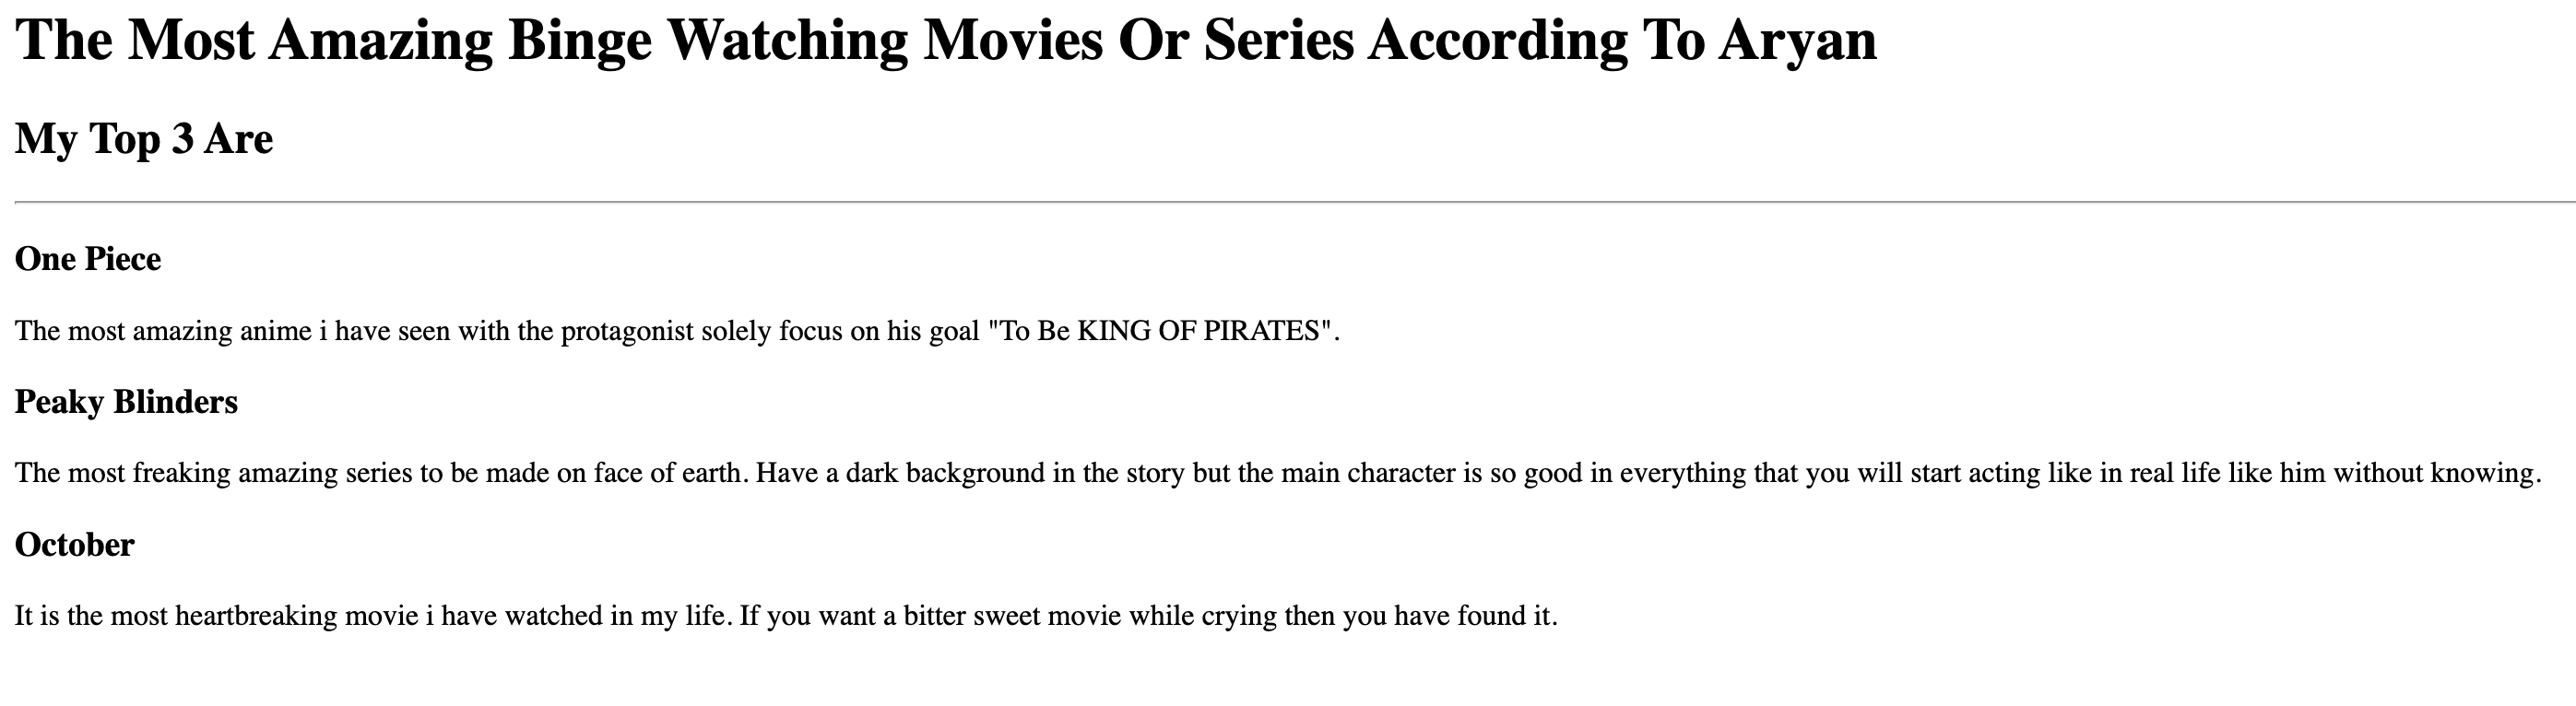 The Most Amazing Binge Watching Movies Or Series According To Aryan
My Top 3 Are
One Piece
The most amazing anime i have seen with the protagonist solely focus on his goal "To Be KING OF PIRATES".
Peaky Blinders
The most freaking amazing series to be made on face of earth. Have a dark background in the story but the main character is so good in everything that you will start acting like in real life like him without knowing.
October
It is the most heartbreaking movie i have watched in my life. If you want a bitter sweet movie while crying then you have found it.